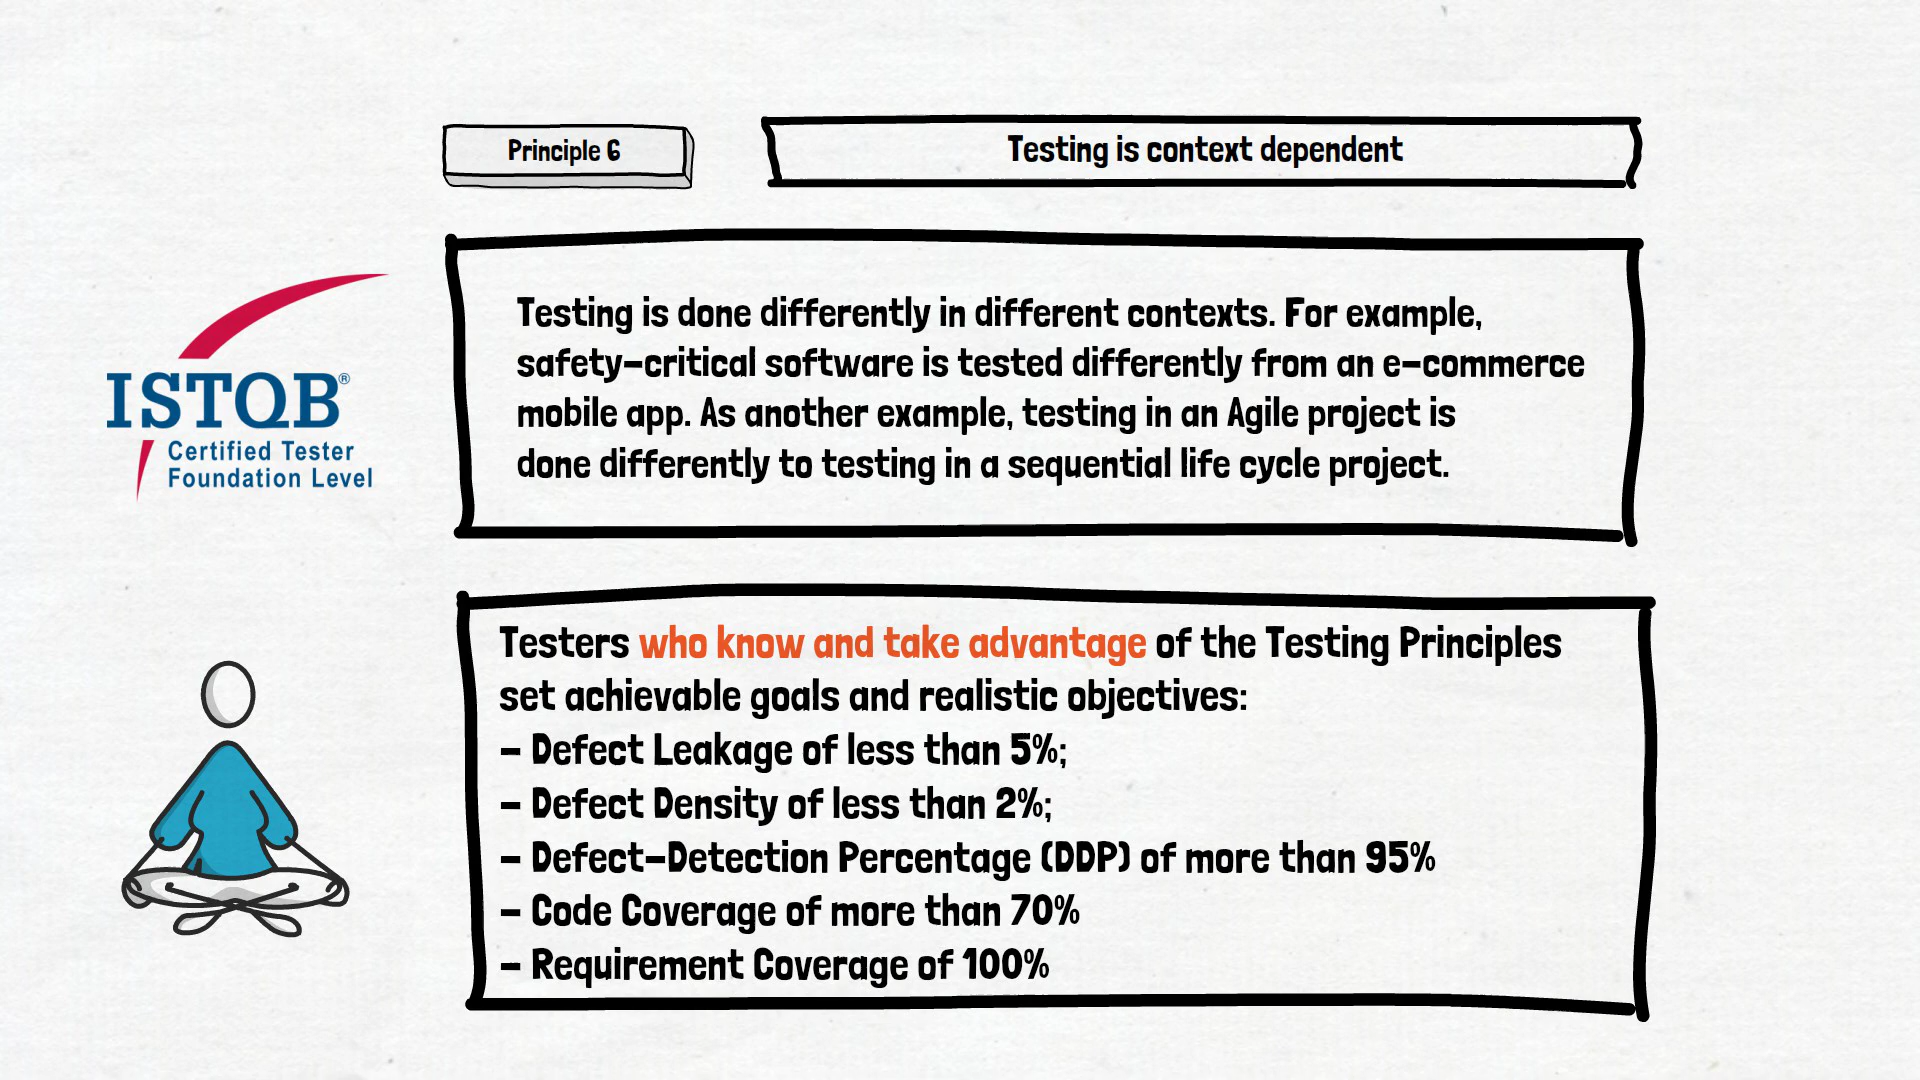 Principle 6
Testing is context dependent
ISTQB®
Certified Tester
Foundation Level
Testing is done differently in different contexts. For example,
safety-critical software is tested differently from an e-commerce
mobile app. As another example, testing in an Agile project is
done differently to testing in a sequential life cycle project.
Testers who know and take advantage of the Testing Principles
set achievable goals and realistic objectives:
- Defect Leakage of less than 5%;
- Defect Density of less than 2%;
- Defect-Detection Percentage (DDP) of more than 95%
- Code Coverage of more than 70%
- Requirement Coverage of 100%